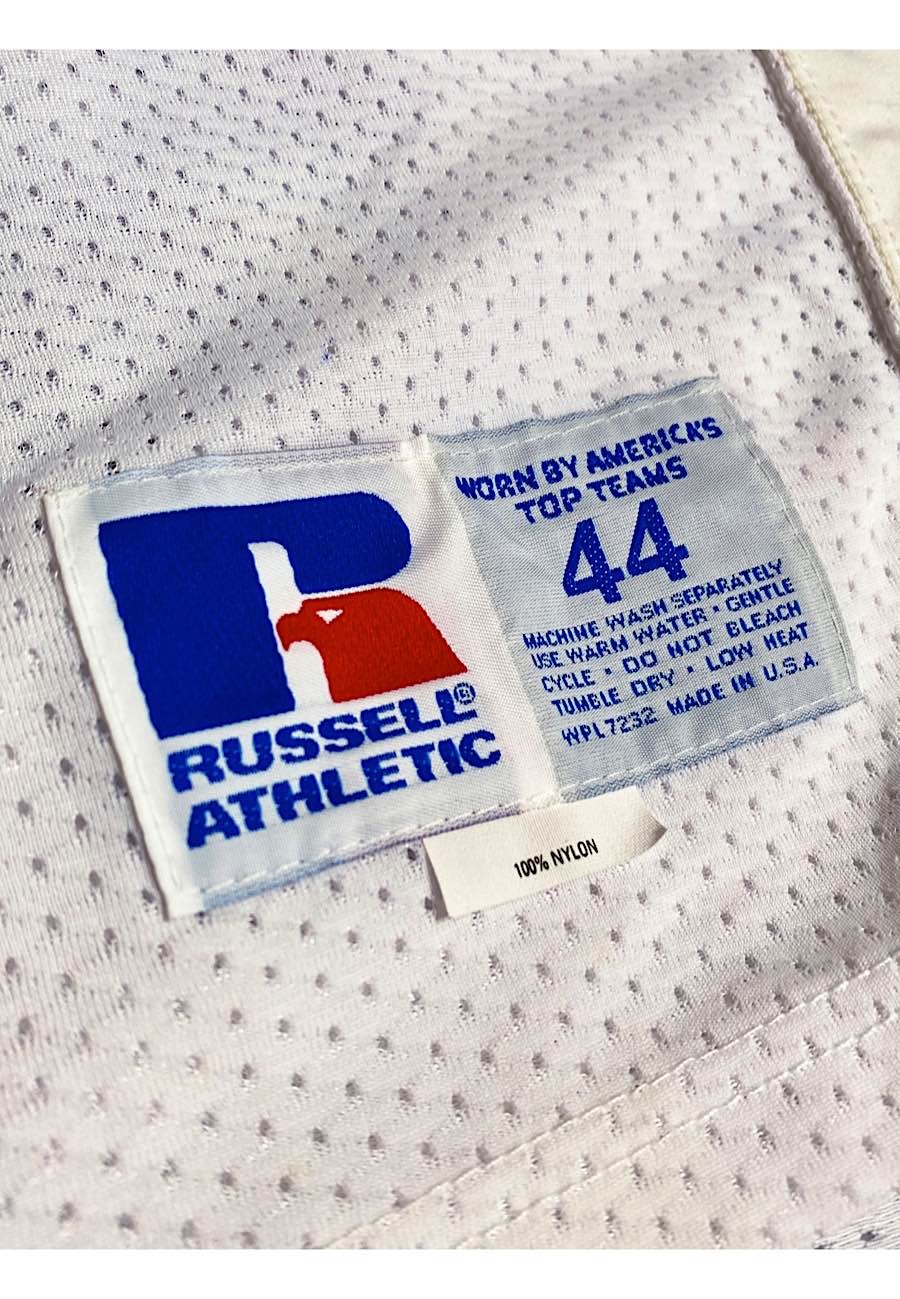 RUSSELL®
ATHLETIC
WORN BY AMERICA'S
TOP TEAMS
44
MACHINE WASH SEPARATELY
USE WARM WATER • GENTLE
CYCLE • DO NOT BLEACH
TUMBLE DRY • LOW HEAT
WPL7232 MADE IN U.S.A.
100% NYLON